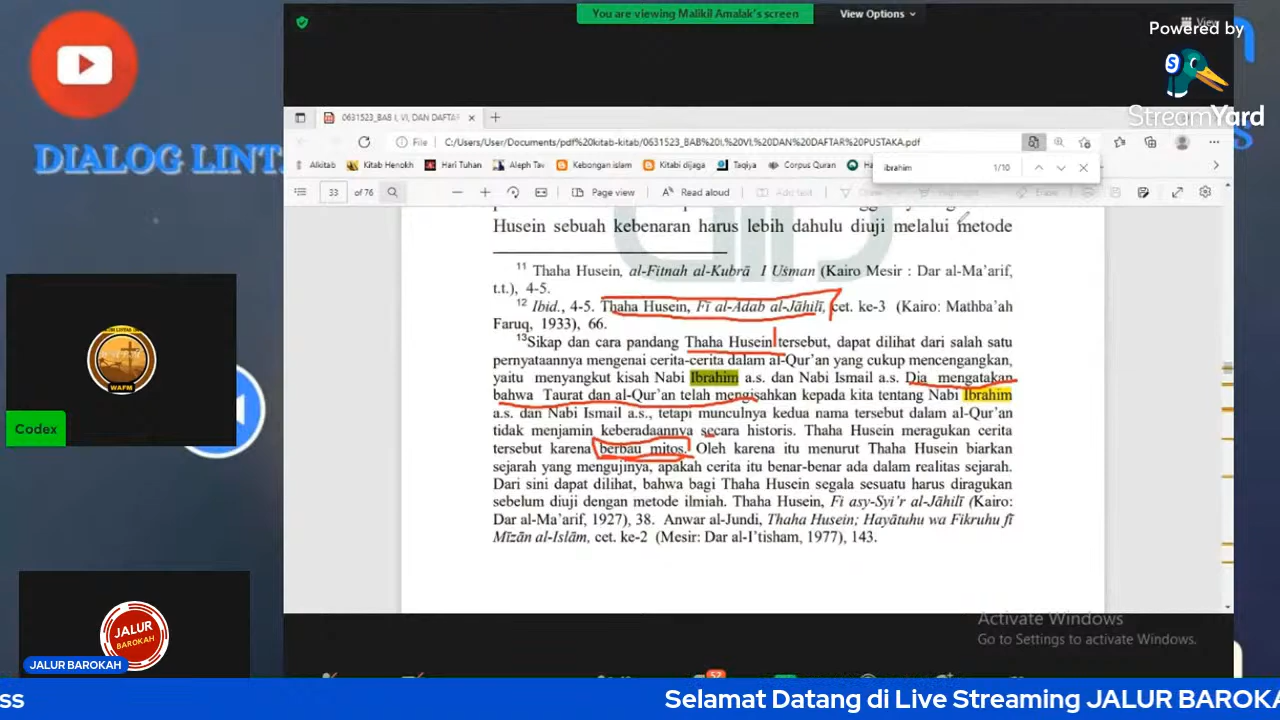 You are viewing Malikil Amalak's screen
View Options
View
Powered by
S
StreamYard
DIALOG LINT
0631523_BAB I, VI, DAN DAFTAR
File
C:/Users/User/Documents/pdf%20kitab-kitab/0631523_BAB%20I,%20VI,%20DAN%20DAFTAR%20PUSTAKA.pdf
Alkitab
Kitab Henokh
Hari Tuhan
Aleph Tav
Kebongan islam
Kitabi dijaga
Taqiya
Corpus Quran
Ha
ibrahim
1/10
33
of 76
Page view
Read aloud
Add text
Draw
Highlight
Husein sebuah kebenaran harus lebih dahulu diuji melalui metode
11 Thaha Husein, al-Fitnah al-Kubrā I Uṡman (Kairo Mesir : Dar al-Ma'arif,
t.t.), 4-5.
12 Ibid., 4-5. Thaha Husein, Fī al-Adab al-Jāhilī, cet. ke-3 (Kairo: Mathba'ah
Faruq, 1933), 66.
13Sikap dan cara pandang Thaha Husein tersebut, dapat dilihat dari salah satu
pernyataannya mengenai cerita-cerita dalam al-Qur'an yang cukup mencengangkan,
yaitu menyangkut kisah Nabi Ibrahim a.s. dan Nabi Ismail a.s. Dia mengatakan
bahwa Taurat dan al-Qur'an telah mengisahkan kepada kita tentang Nabi Ibrahim
a.s. dan Nabi Ismail a.s., tetapi munculnya kedua nama tersebut dalam al-Qur'an
tidak menjamin keberadaannya secara historis. Thaha Husein meragukan cerita
tersebut karena berbau mitos. Oleh karena itu menurut Thaha Husein biarkan
sejarah yang mengujinya, apakah cerita itu benar-benar ada dalam realitas sejarah.
Dari sini dapat dilihat, bahwa bagi Thaha Husein segala sesuatu harus diragukan
sebelum diuji dengan metode ilmiah. Thaha Husein, Fi asy-Syi'r al-Jāhilī (Kairo:
Dar al-Ma'arif, 1927), 38. Anwar al-Jundi, Thaha Husein; Hayātuhu wa Fikruhu fī
Mīzān al-Islām, cet. ke-2 (Mesir: Dar al-I'tisham, 1977), 143.
WAFM
Codex
JALUR
BAROKAH
JALUR BAROKAH
Activate Windows
Go to Settings to activate Windows.
52
ss
Selamat Datang di Live Streaming JALUR BAROKA